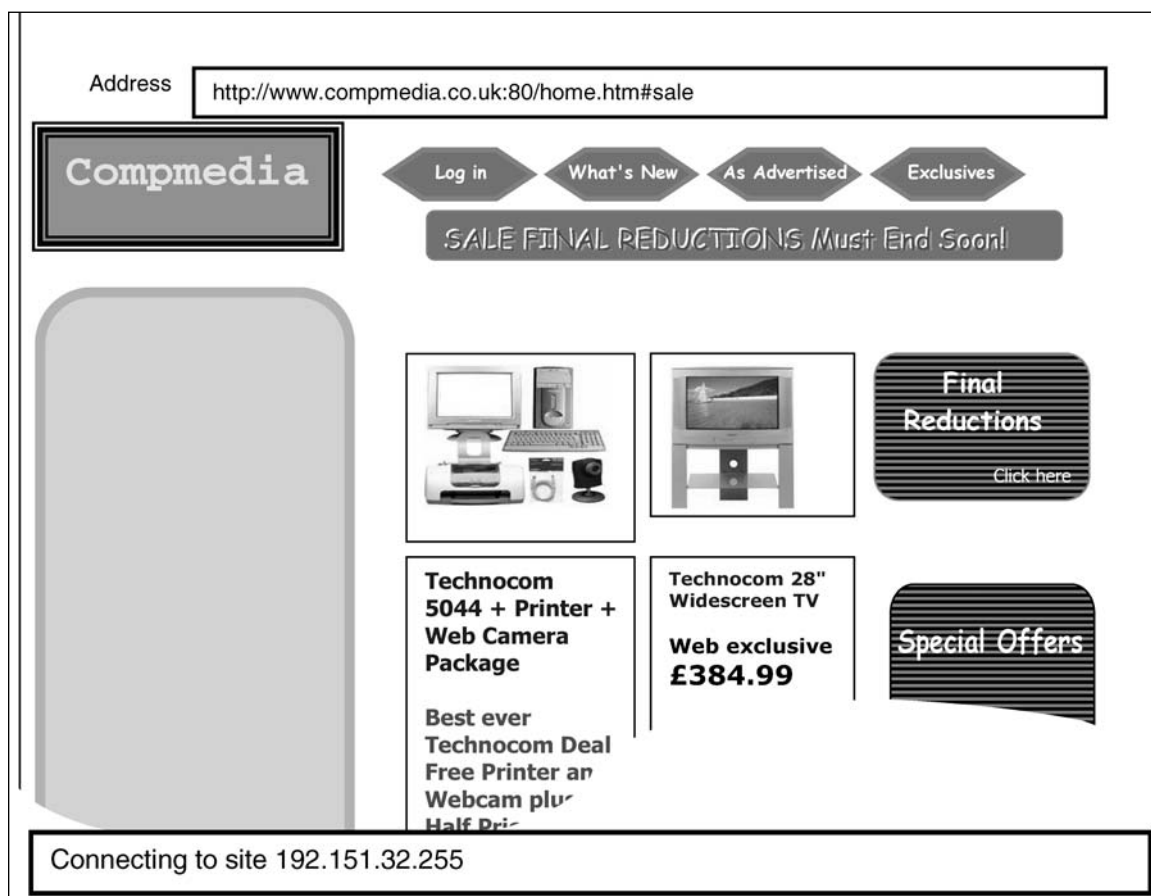 Address
http://www.compmedia.co.uk:80/home.htm#sale
Compmedia
Log in
What's New
As Advertised
Exclusives
SALE FINAL REDUCTIONS Must End Soon!
Final
Reductions
Click here
Technocom
5044 + Printer +
Web Camera
Package
Best ever
Technocom Deal
Free Printer
Webcam
Half
Technocom 28"
Widescreen TV
Web exclusive
£384.99
Special Offers
Connecting to site 192.151.32.255